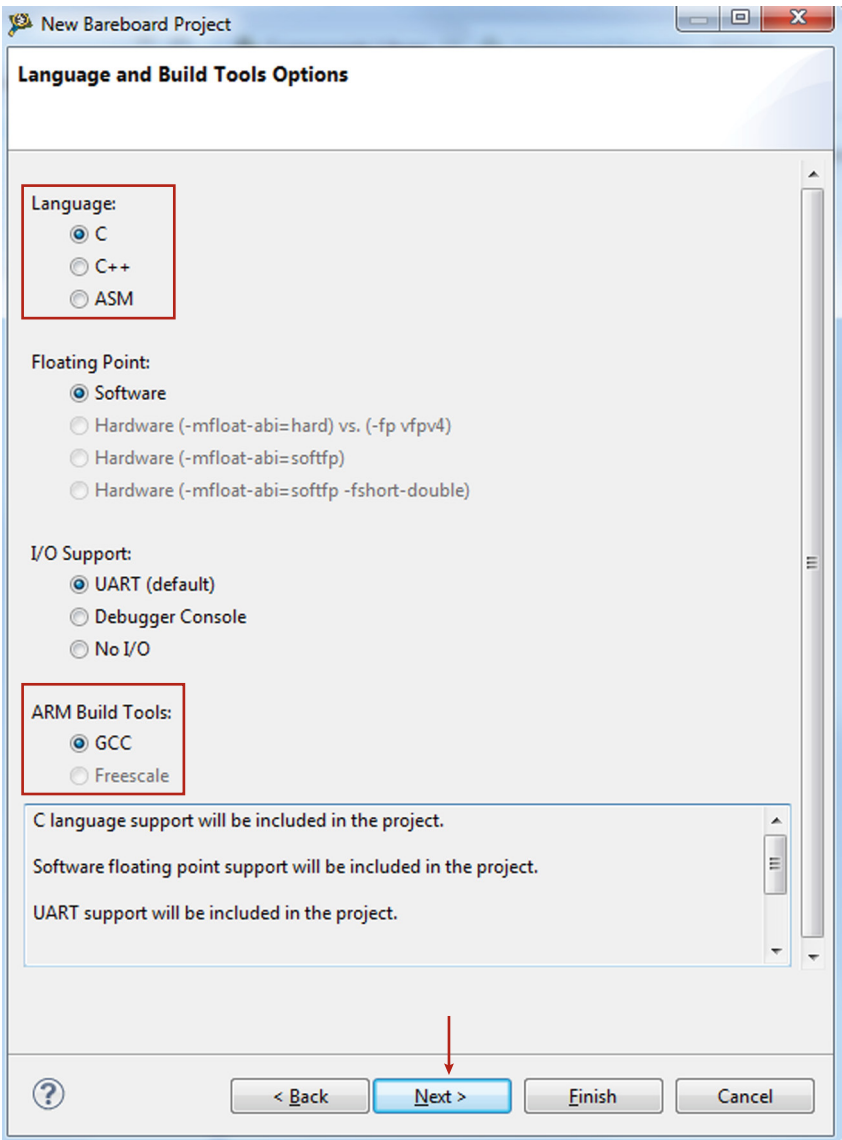 New Bareboard Project
Language and Build Tools Options
Language:
C
C++
ASM
Floating Point:
Software
Hardware (-mfloat-abi=hard) vs. (-fp vfpv4)
Hardware (-mfloat-abi=softfp)
Hardware (-mfloat-abi=softfp -fshort-double)
I/O Support:
UART (default)
Debugger Console
No I/O
ARM Build Tools:
GCC
Freescale
C language support will be included in the project.
Software floating point support will be included in the project.
UART support will be included in the project.
? < Back Next > Finish Cancel